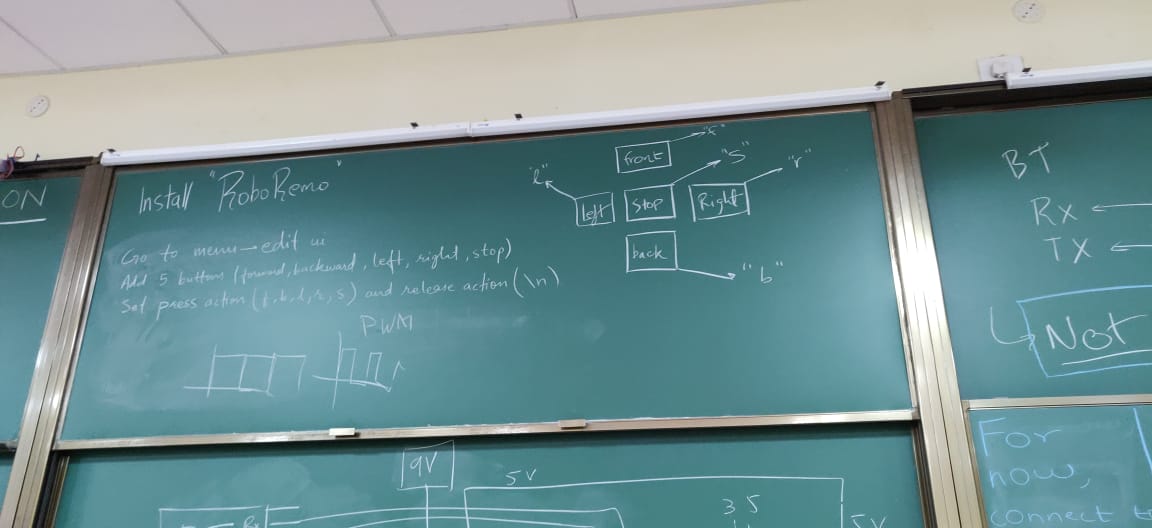 ON
Install "RoboRemo"
Go to menu → edit ui
Add 5 buttons (forward, backward, left, right, stop)
Set press action (f, b, l, r, s) and release action (\n)
PWM
"f"
front
"l"
"S"
"r"
left
Stop
Right
back
"b"
BT
Rx
TX
Not
For
now,
connect
9V
5V
Rx
3 5
5V